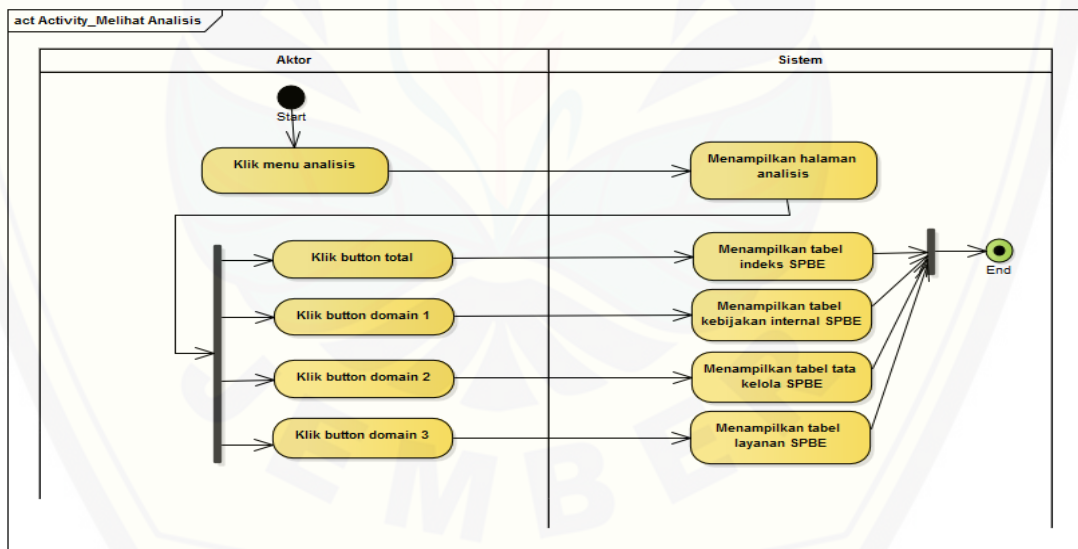 act Activity_Melihat Analisis
Aktor
Sistem
Start
Klik menu analisis
Menampilkan halaman
analisis
Klik button total
Menampilkan tabel
indeks SPBE
End
Klik button domain 1
Menampilkan tabel
kebijakan internal SPBE
Klik button domain 2
Menampilkan tabel tata
kelola SPBE
Klik button domain 3
Menampilkan tabel
layanan SPBE